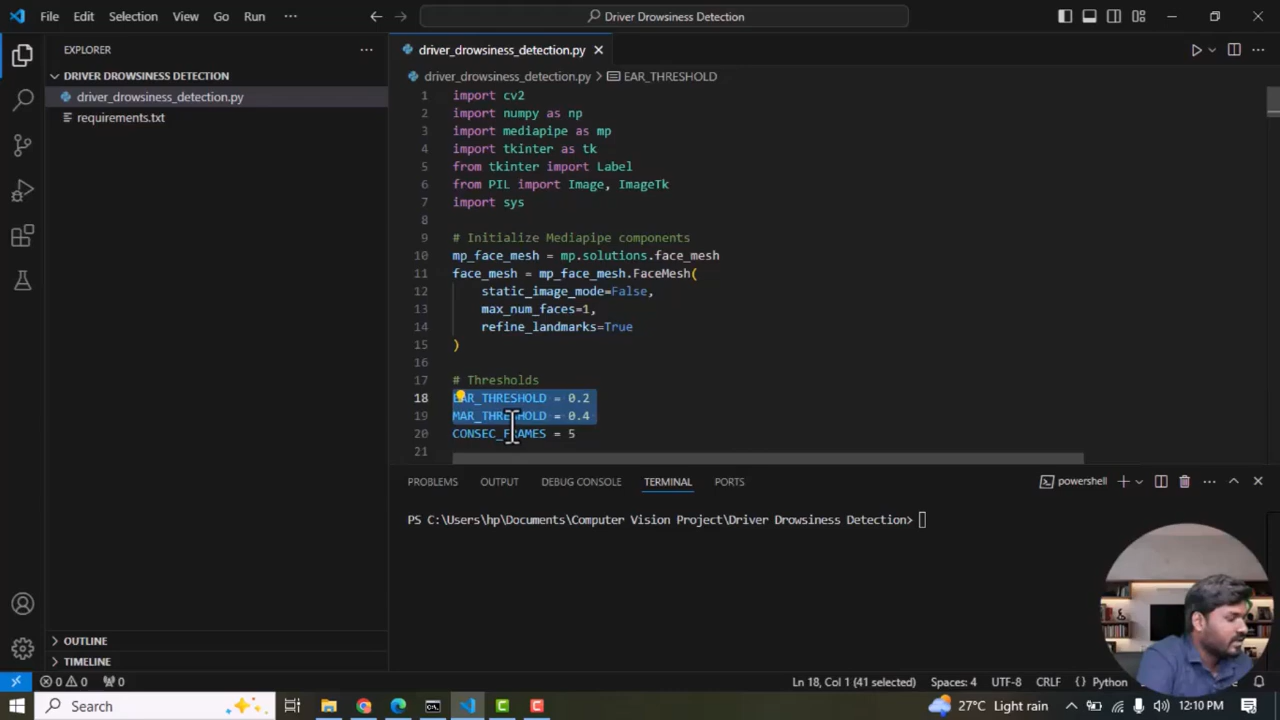 File Edit Selection View Go Run ··· Driver Drowsiness Detection
EXPLORER ···
DRIVER DROWSINESS DETECTION
driver_drowsiness_detection.py
requirements.txt
OUTLINE
TIMELINE
driver_drowsiness_detection.py
driver_drowsiness_detection.py > EAR_THRESHOLD
1 import cv2
2 import numpy as np
3 import mediapipe as mp
4 import tkinter as tk
5 from tkinter import Label
6 from PIL import Image, ImageTk
7 import sys
8
9 # Initialize Mediapipe components
10 mp_face_mesh = mp.solutions.face_mesh
11 face_mesh = mp_face_mesh.FaceMesh(
12 static_image_mode=False,
13 max_num_faces=1,
14 refine_landmarks=True
15 )
16
17 # Thresholds
18 EAR_THRESHOLD = 0.2
19 MAR_THRESHOLD = 0.4
20 CONSEC_FRAMES = 5
21
PROBLEMS OUTPUT DEBUG CONSOLE TERMINAL PORTS powershell
PS C:\Users\hp\Documents\Computer Vision Project\Driver Drowsiness Detection>
0 0 0 Ln 18, Col 1 (41 selected) Spaces: 4 UTF-8 CRLF {} Python
Search 27°C Light rain 12:10 PM